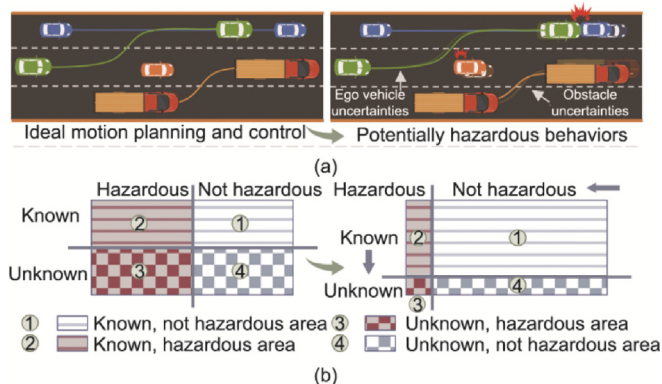 Ego vehicle
uncertainties
Obstacle
uncertainties
Ideal motion planning and control
Potentially hazardous behaviors
(a)
Hazardous Not hazardous
Known
Unknown
2
1
3
4
Hazardous Not hazardous
Known
Unknown
2
1
4
3
1 Known, not hazardous area
2 Known, hazardous area
3 Unknown, hazardous area
4 Unknown, not hazardous area
(b)